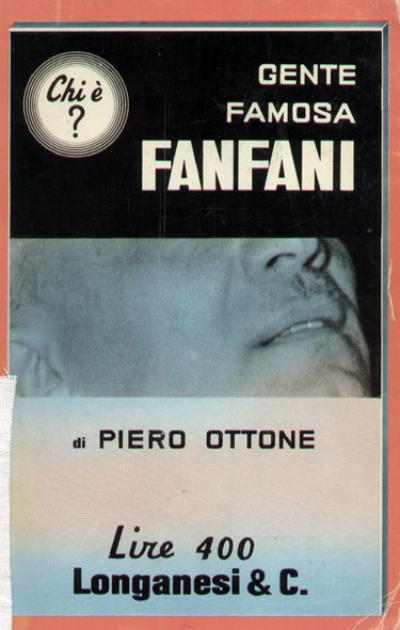 Chi è
?
GENTE
FAMOSA
FANFANI
di PIERO OTTONE
Lire 400
Longanesi & C.